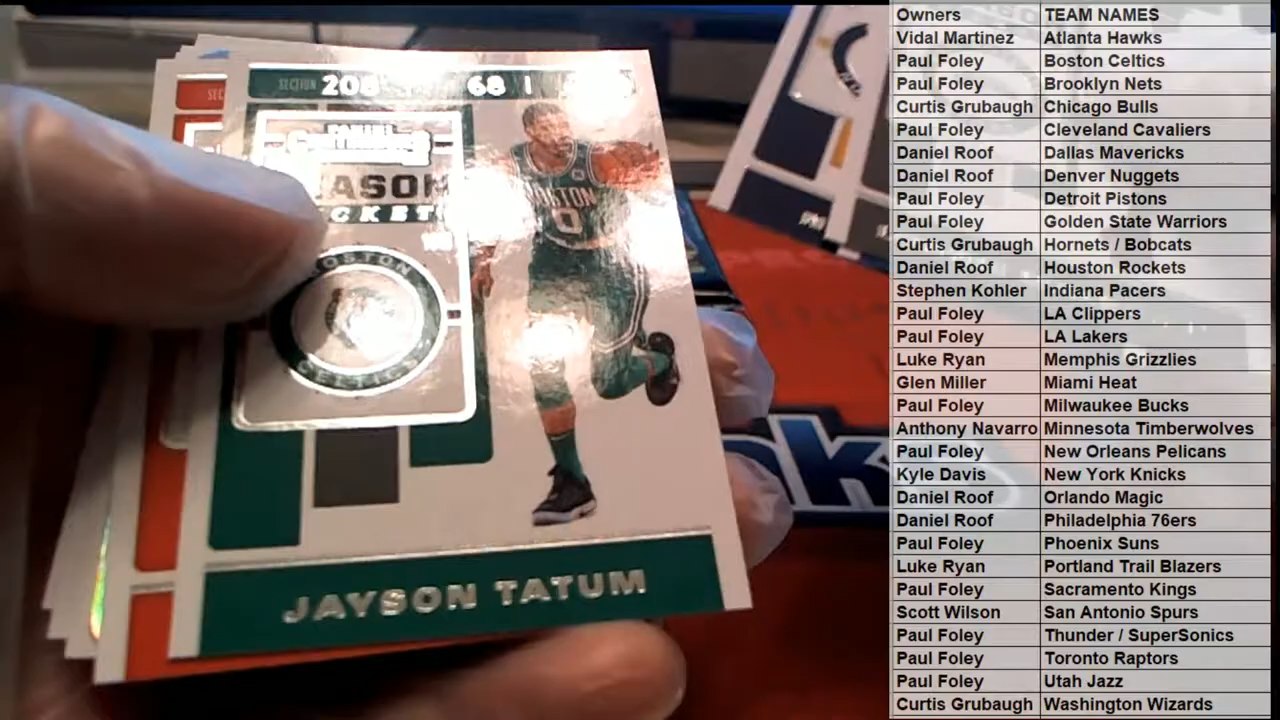 SECTION 208 68
PANINI
CONTENDERS
BOSTON
0
BOSTON
CELTICS
JAYSON TATUM
Owners TEAM NAMES
Vidal Martinez Atlanta Hawks
Paul Foley Boston Celtics
Paul Foley Brooklyn Nets
Curtis Grubaugh Chicago Bulls
Paul Foley Cleveland Cavaliers
Daniel Roof Dallas Mavericks
Daniel Roof Denver Nuggets
Paul Foley Detroit Pistons
Paul Foley Golden State Warriors
Curtis Grubaugh Hornets / Bobcats
Daniel Roof Houston Rockets
Stephen Kohler Indiana Pacers
Paul Foley LA Clippers
Paul Foley LA Lakers
Luke Ryan Memphis Grizzlies
Glen Miller Miami Heat
Paul Foley Milwaukee Bucks
Anthony Navarro Minnesota Timberwolves
Paul Foley New Orleans Pelicans
Kyle Davis New York Knicks
Daniel Roof Orlando Magic
Daniel Roof Philadelphia 76ers
Paul Foley Phoenix Suns
Luke Ryan Portland Trail Blazers
Paul Foley Sacramento Kings
Scott Wilson San Antonio Spurs
Paul Foley Thunder / SuperSonics
Paul Foley Toronto Raptors
Paul Foley Utah Jazz
Curtis Grubaugh Washington Wizards